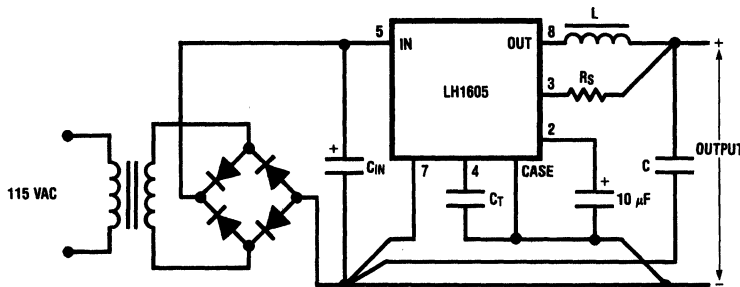 L
5
IN
OUT
8
+
LH1605
3
RS
2
OUTPUT
115 VAC
+
CIN
7
4
CASE
CT
+
10 µF
C
−